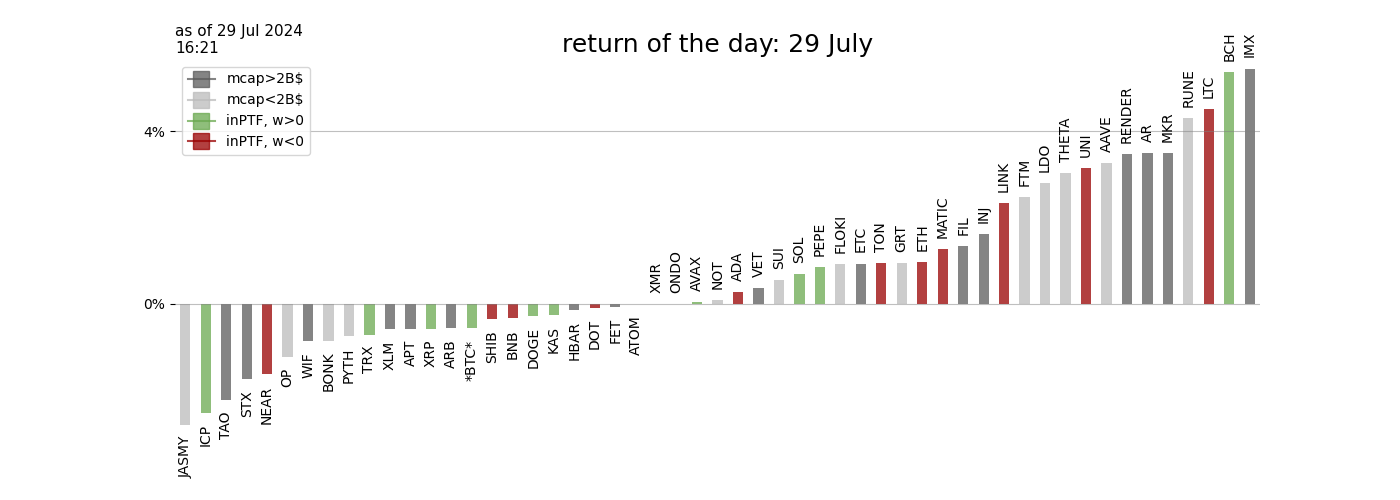 as of 29 Jul 2024
16:21
return of the day: 29 July
mcap>2B$
mcap<2B$
inPTF, w>0
inPTF, w<0
4%
0%
JASMY
ICP
TAO
STX
NEAR
OP
WIF
BONK
PYTH
TRX
XLM
APT
XRP
ARB
*BTC*
SHIB
BNB
DOGE
KAS
HBAR
DOT
FET
ATOM
XMR
ONDO
AVAX
NOT
ADA
VET
SUI
SOL
PEPE
FLOKI
ETC
TON
GRT
ETH
MATIC
FIL
INJ
LINK
FTM
LDO
THETA
UNI
AAVE
RENDER
AR
MKR
RUNE
LTC
BCH
IMX